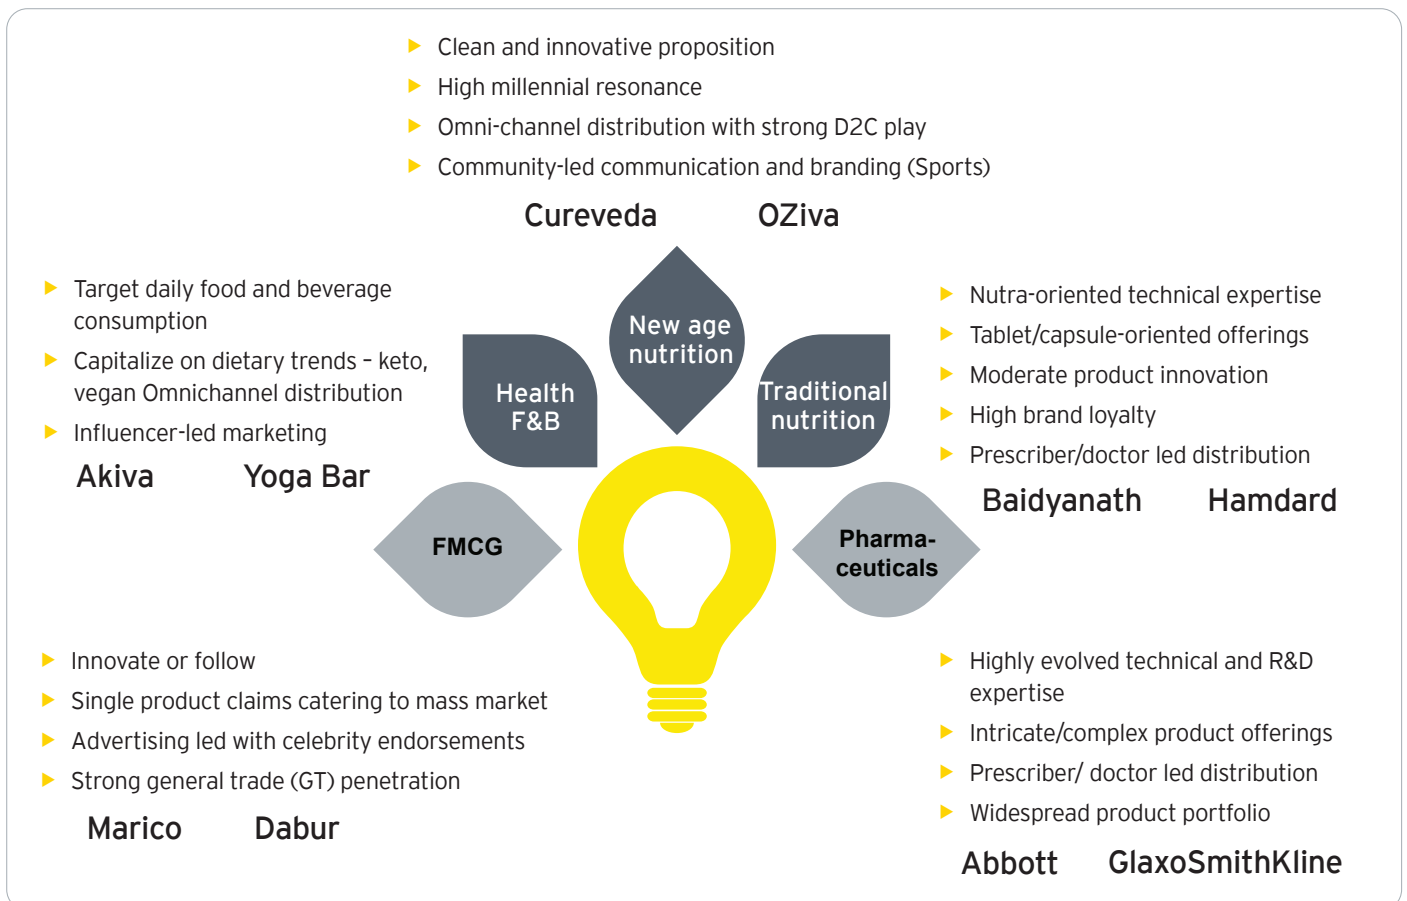 Clean and innovative proposition
High millennial resonance
Omni-channel distribution with strong D2C play
Community-led communication and branding (Sports)
Cureveda OZiva
New age
nutrition
Target daily food and beverage
consumption
Capitalize on dietary trends – keto,
vegan Omnichannel distribution
Influencer-led marketing
Akiva Yoga Bar
Health
F&B
Traditional
nutrition
Nutra-oriented technical expertise
Tablet/capsule-oriented offerings
Moderate product innovation
High brand loyalty
Prescriber/doctor led distribution
Baidyanath Hamdard
FMCG
Pharma-
ceuticals
Innovate or follow
Single product claims catering to mass market
Advertising led with celebrity endorsements
Strong general trade (GT) penetration
Marico Dabur
Highly evolved technical and R&D
expertise
Intricate/complex product offerings
Prescriber/ doctor led distribution
Widespread product portfolio
Abbott GlaxoSmithKline